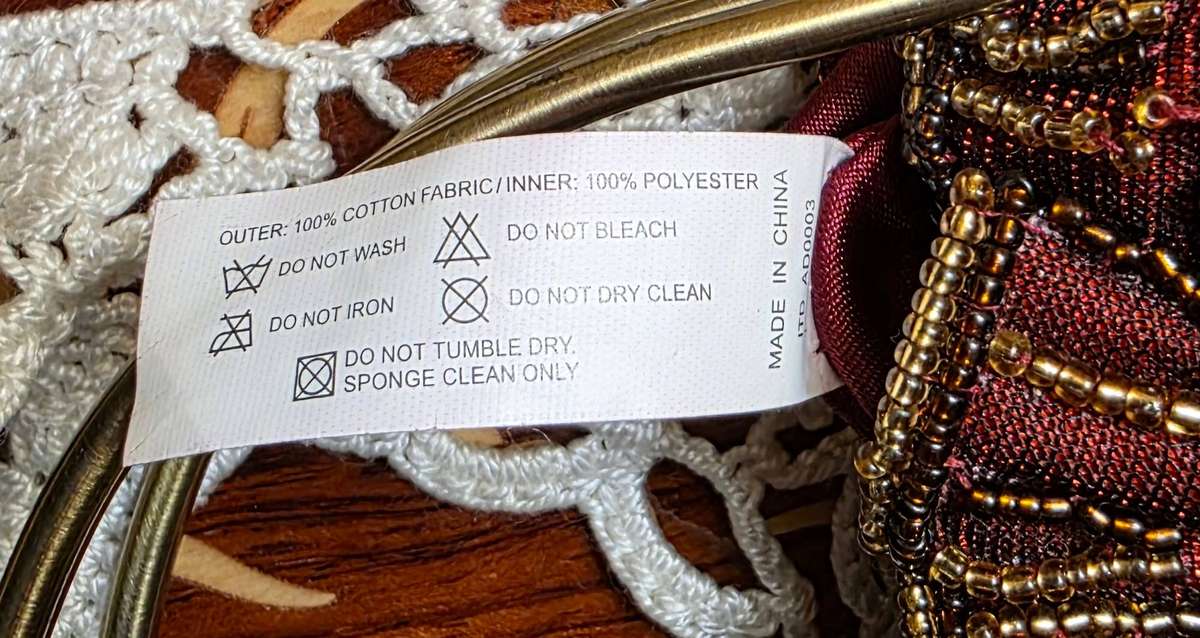 OUTER: 100% COTTON FABRIC/INNER: 100% POLYESTER
DO NOT WASH
DO NOT BLEACH
DO NOT IRON
DO NOT DRY CLEAN
DO NOT TUMBLE DRY.
SPONGE CLEAN ONLY
MADE IN CHINA
AD0003